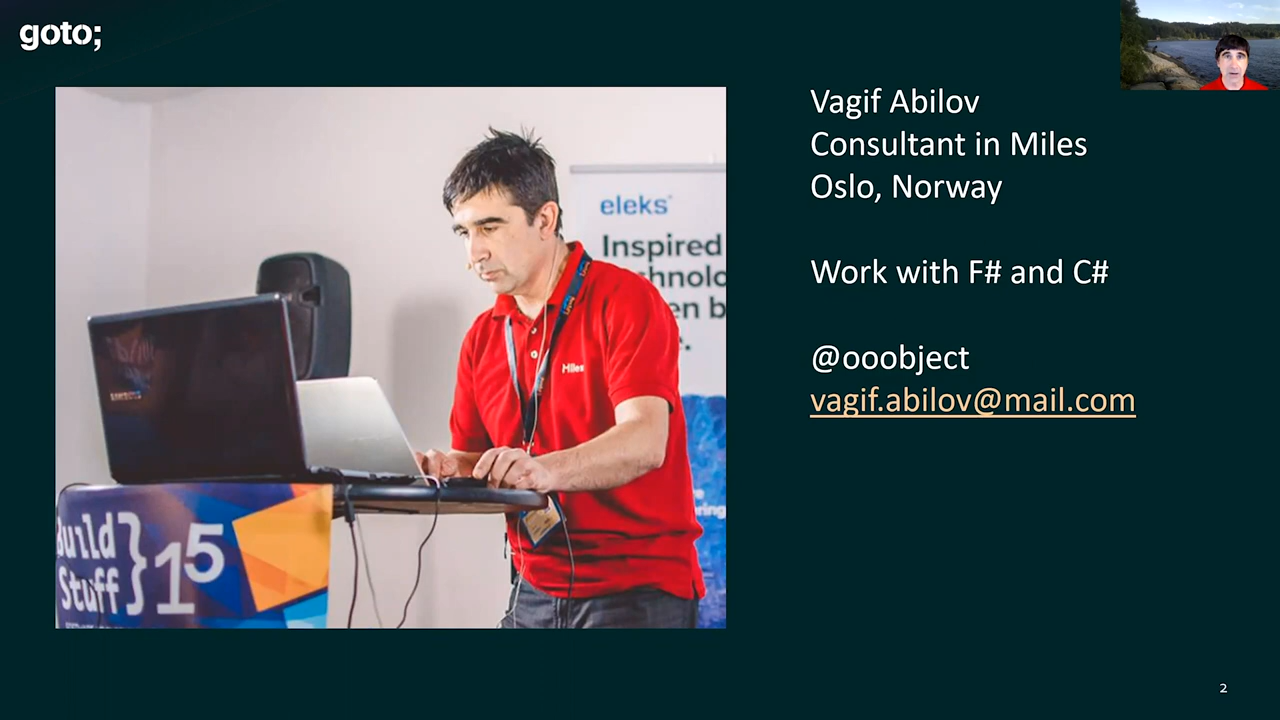 goto;
Vagif Abilov
Consultant in Miles
Oslo, Norway
Work with F# and C#
@ooobject
vagif.abilov@mail.com
eleks
Inspired
Miles
SAMSUNG
Build
Stuff}15
2